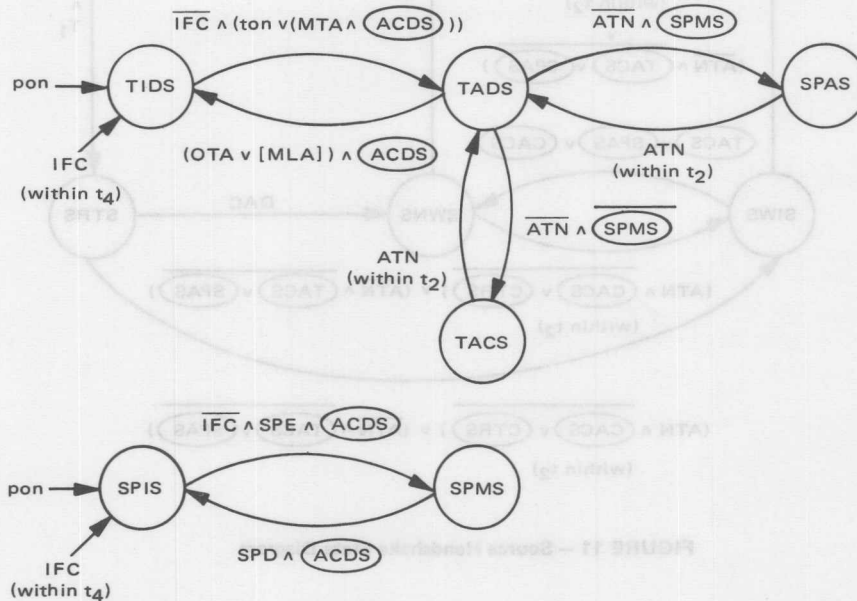 IFC ∧ (ton ∨ (MTA ∧ ACDS))
ATN ∧ SPMS
pon
TIDS
TADS
SPAS
IFC
(within t4)
(OTA ∨ [MLA]) ∧ ACDS
ATN
(within t2)
ATN ∧ SPMS
ATN
(within t2)
TACS
IFC ∧ SPE ∧ ACDS
pon
SPIS
SPMS
IFC
(within t4)
SPD ∧ ACDS